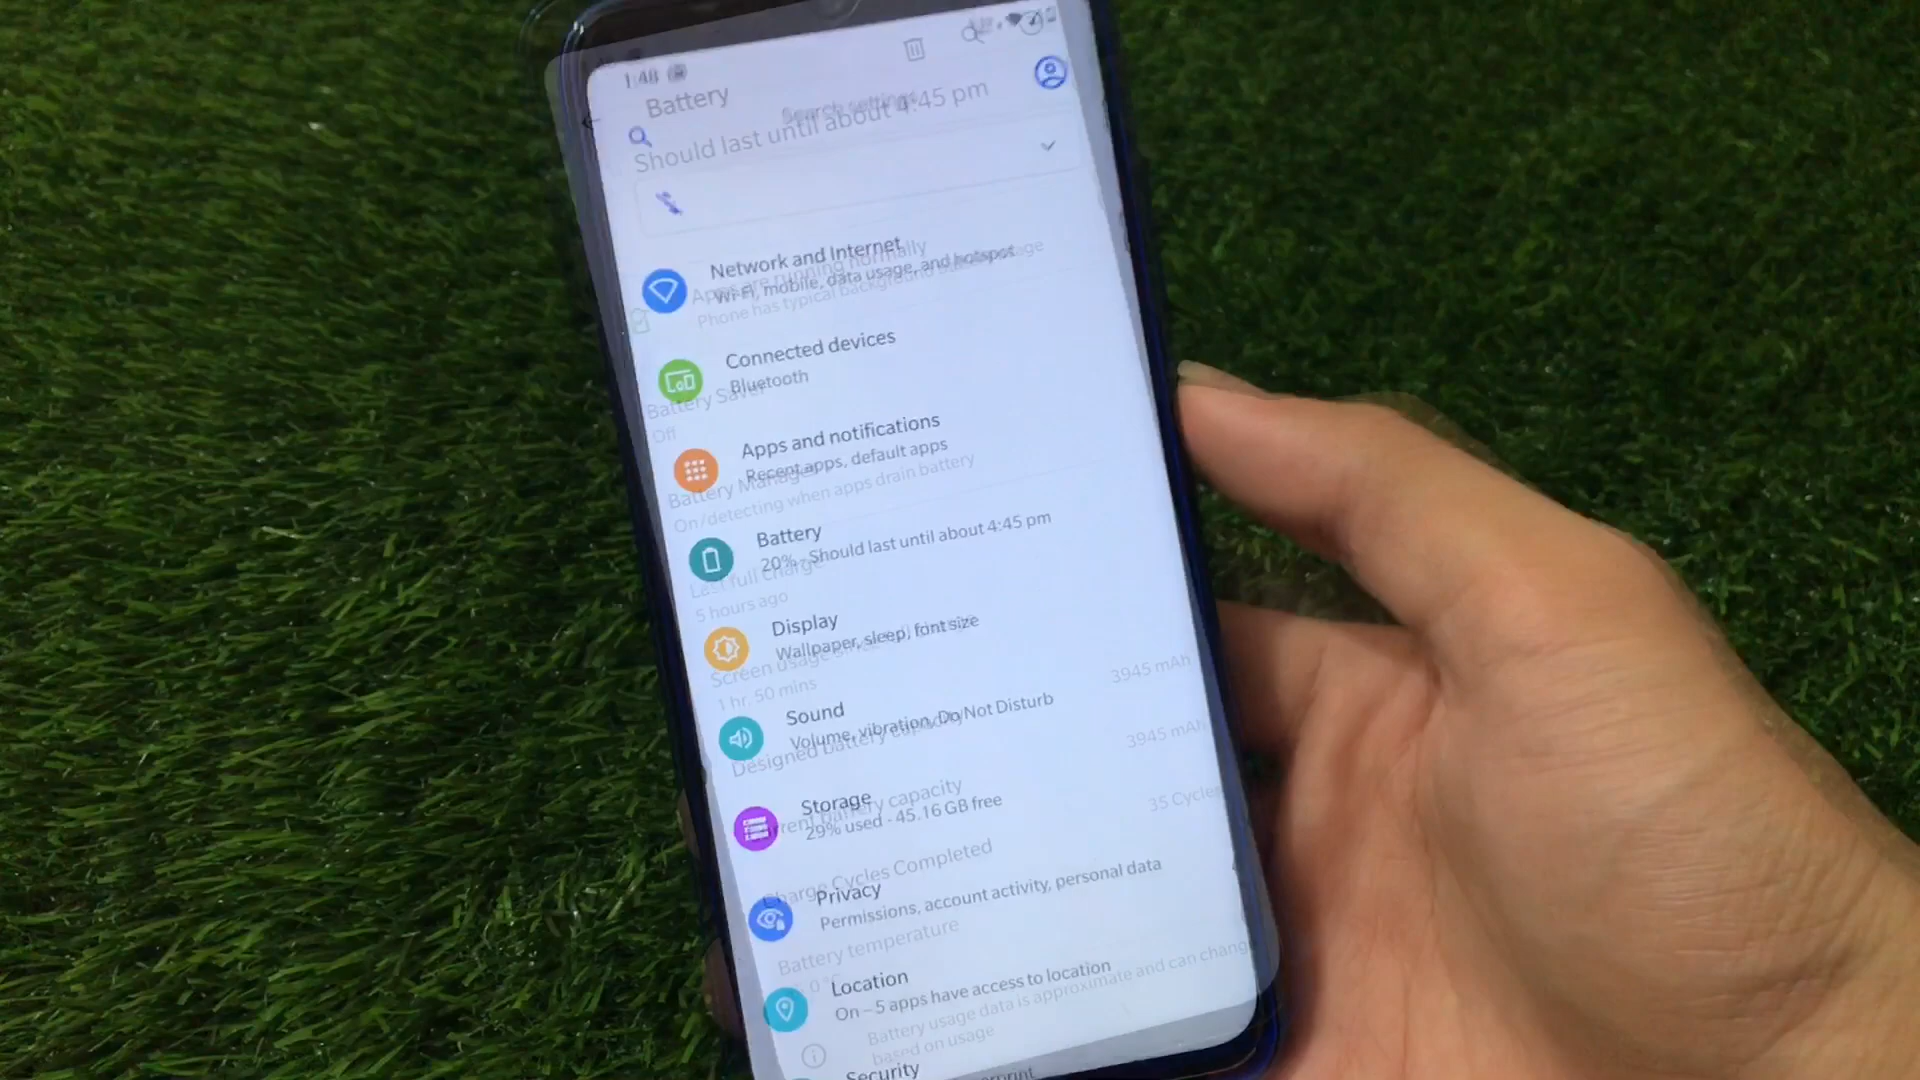 1:48
Battery
Search settings
Should last until about 4:45 pm
Network and Internet
Apps are running normally
Wi-Fi, mobile, data usage, and hotspot
Phone has typical background
Connected devices
Bluetooth
Battery Saver
Off
Apps and notifications
Recent apps, default apps
Battery Manager
On/detecting when apps drain battery
Battery
20% - Should last until about 4:45 pm
Last full charge
5 hours ago
Display
Wallpaper, sleep, font size
Screen usage
1 hr, 50 mins
3945 mAh
Sound
Volume, vibration, Do Not Disturb
Designed battery capacity
3945 mAh
Storage
Current battery capacity
29% used - 45.16 GB free
35 Cycles
Charge Cycles Completed
Privacy
Permissions, account activity, personal data
Battery temperature
Location
On – 5 apps have access to location
Battery usage data is approximate and can change
based on usage
Security